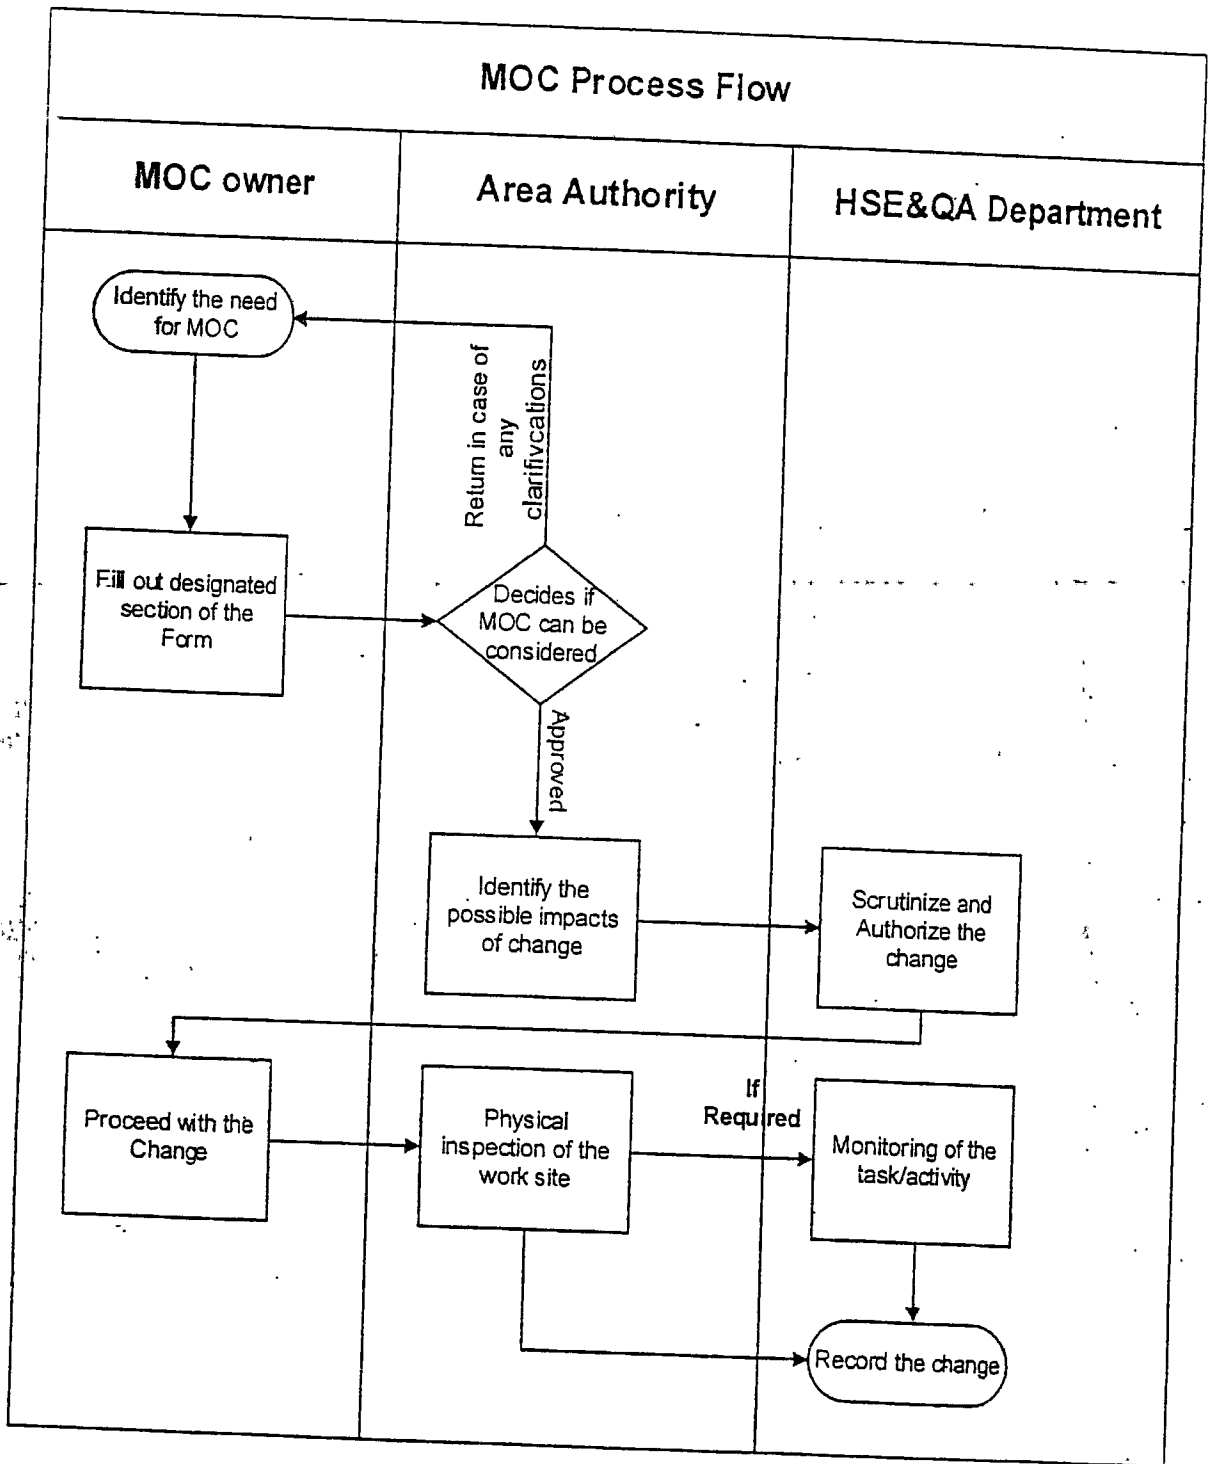 MOC Process Flow
MOC owner
Area Authority
HSE&QA Department
Identify the need
for MOC
Return in case of
any
clarifivcations
Fill out designated
section of the
Form
Decides if
MOC can be
considered
Approved
Identify the
possible impacts
of change
Scrutinize and
Authorize the
change
Proceed with the
Change
Physical
inspection of the
work site
If
Required
Monitoring of the
task/activity
Record the change